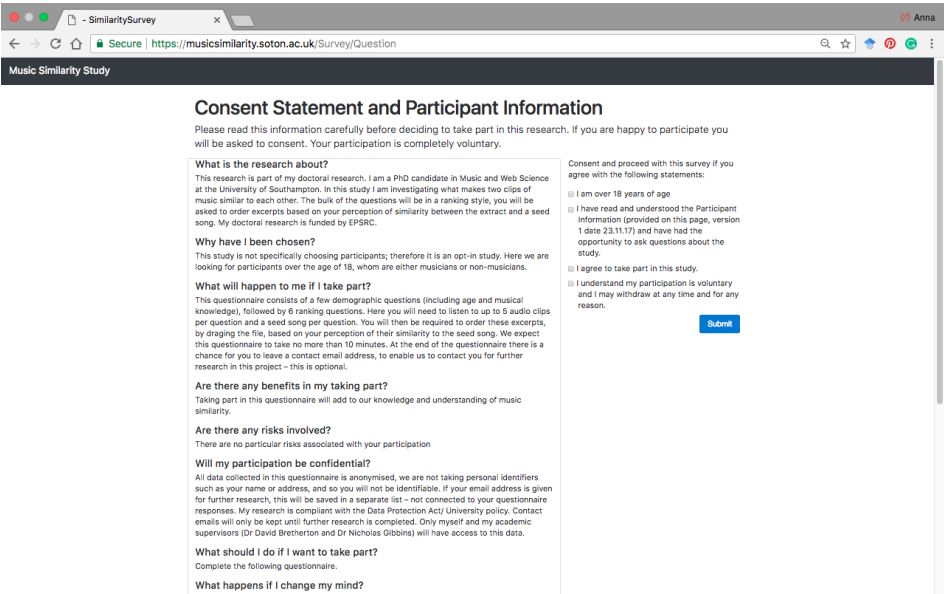 - SimilaritySurvey
Anna
Secure | https://musicsimilarity.soton.ac.uk/Survey/Question
Music Similarity Study
Consent Statement and Participant Information
Please read this information carefully before deciding to take part in this research. If you are happy to participate you
will be asked to consent. Your participation is completely voluntary.
What is the research about?
This research is part of my doctoral research. I am a PhD candidate in Music and Web Science
at the University of Southampton. In this study I am investigating what makes two clips of
music similar to each other. The bulk of the questions will be in a ranking style, you will be
asked to order excerpts based on your perception of similarity between the extract and a seed
song. My doctoral research is funded by EPSRC.
Why have I been chosen?
This study is not specifically choosing participants; therefore it is an opt-in study. Here we are
looking for participants over the age of 18, whom are either musicians or non-musicians.
What will happen to me if I take part?
This questionnaire consists of a few demographic questions (including age and musical
knowledge), followed by 6 ranking questions. Here you will need to listen to up to 5 audio clips
per question and a seed song per question. You will then be required to order these excerpts,
by draging the file, based on your perception of their similarity to the seed song. We expect
this questionnaire to take no more than 10 minutes. At the end of the questionnaire there is a
chance for you to leave a contact email address, to enable us to contact you for further
research in this project – this is optional.
Are there any benefits in my taking part?
Taking part in this questionnaire will add to our knowledge and understanding of music
similarity.
Are there any risks involved?
There are no particular risks associated with your participation
Will my participation be confidential?
All data collected in this questionnaire is anonymised, we are not taking personal identifiers
such as your name or address, and so you will not be identifiable. If your email address is given
for further research, this will be saved in a separate list – not connected to your questionnaire
responses. My research is compliant with the Data Protection Act/ University policy. Contact
emails will only be kept until further research is completed. Only myself and my academic
supervisors (Dr David Bretherton and Dr Nicholas Gibbins) will have access to this data.
What should I do if I want to take part?
Complete the following questionnaire.
What happens if I change my mind?
Consent and proceed with this survey if you
agree with the following statements:
I am over 18 years of age
I have read and understood the Participant
Information (provided on this page, version
1 date 23.11.17) and have had the
opportunity to ask questions about the
study.
I agree to take part in this study.
I understand my participation is voluntary
and I may withdraw at any time and for any
reason.
Submit